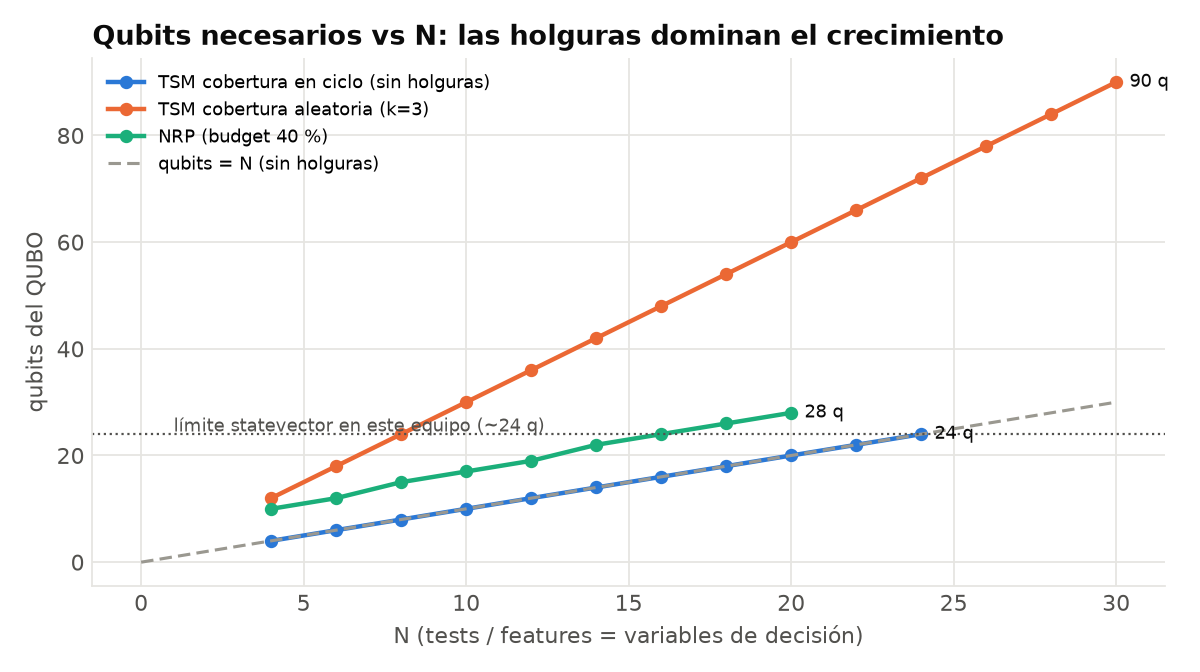 Qubits necesarios vs N: las holguras dominan el crecimiento
TSM cobertura en ciclo (sin holguras)
TSM cobertura aleatoria (k=3)
NRP (budget 40 %)
qubits = N (sin holguras)
90 q
28 q
24 q
límite statevector en este equipo (~24 q)
qubits del QUBO
80
60
40
20
0
0 5 10 15 20 25 30
N (tests / features = variables de decisión)